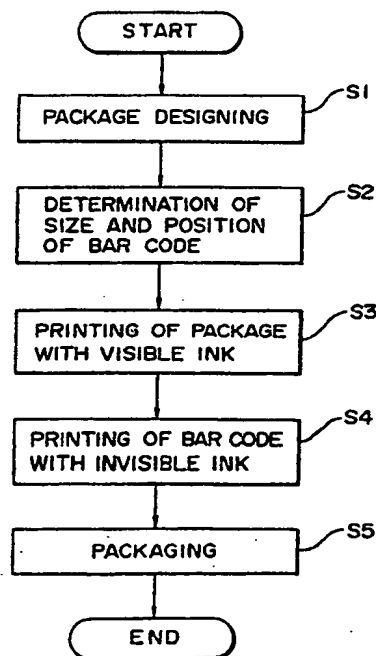 START
PACKAGE DESIGNING
S1
DETERMINATION OF
SIZE AND POSITION
OF BAR CODE
S2
PRINTING OF PACKAGE
WITH VISIBLE INK
S3
PRINTING OF BAR CODE
WITH INVISIBLE INK
S4
PACKAGING
S5
END